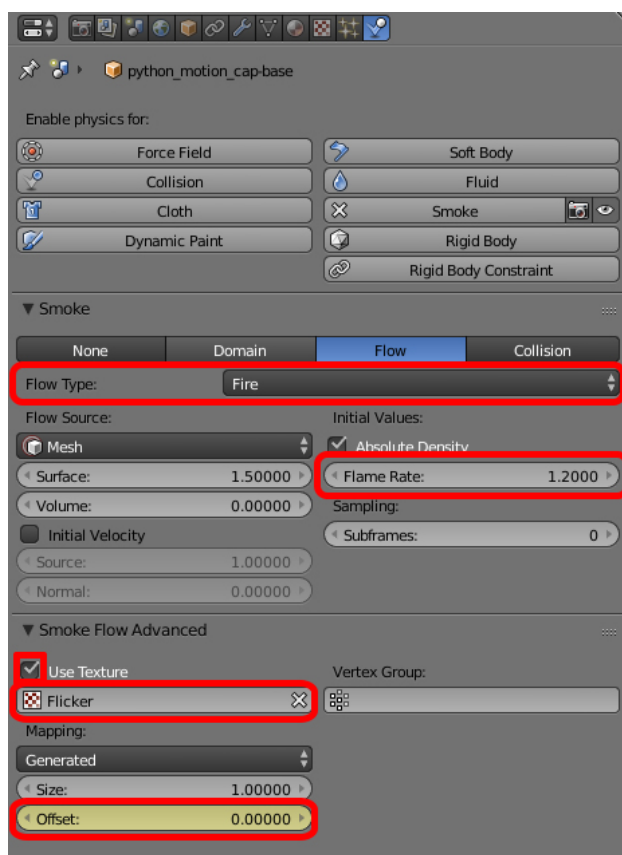 python_motion_cap-base
Enable physics for:
Force Field
Soft Body
Collision
Fluid
Cloth
Smoke
Dynamic Paint
Rigid Body
Rigid Body Constraint
Smoke
None Domain Flow Collision
Flow Type: Fire
Flow Source: Initial Values:
Mesh Absolute Density
Surface: 1.50000 Flame Rate: 1.2000
Volume: 0.00000 Sampling:
Initial Velocity Subframes: 0
Source: 1.00000
Normal: 0.00000
Smoke Flow Advanced
Use Texture Vertex Group:
Flicker
Mapping:
Generated
Size: 1.00000
Offset: 0.00000